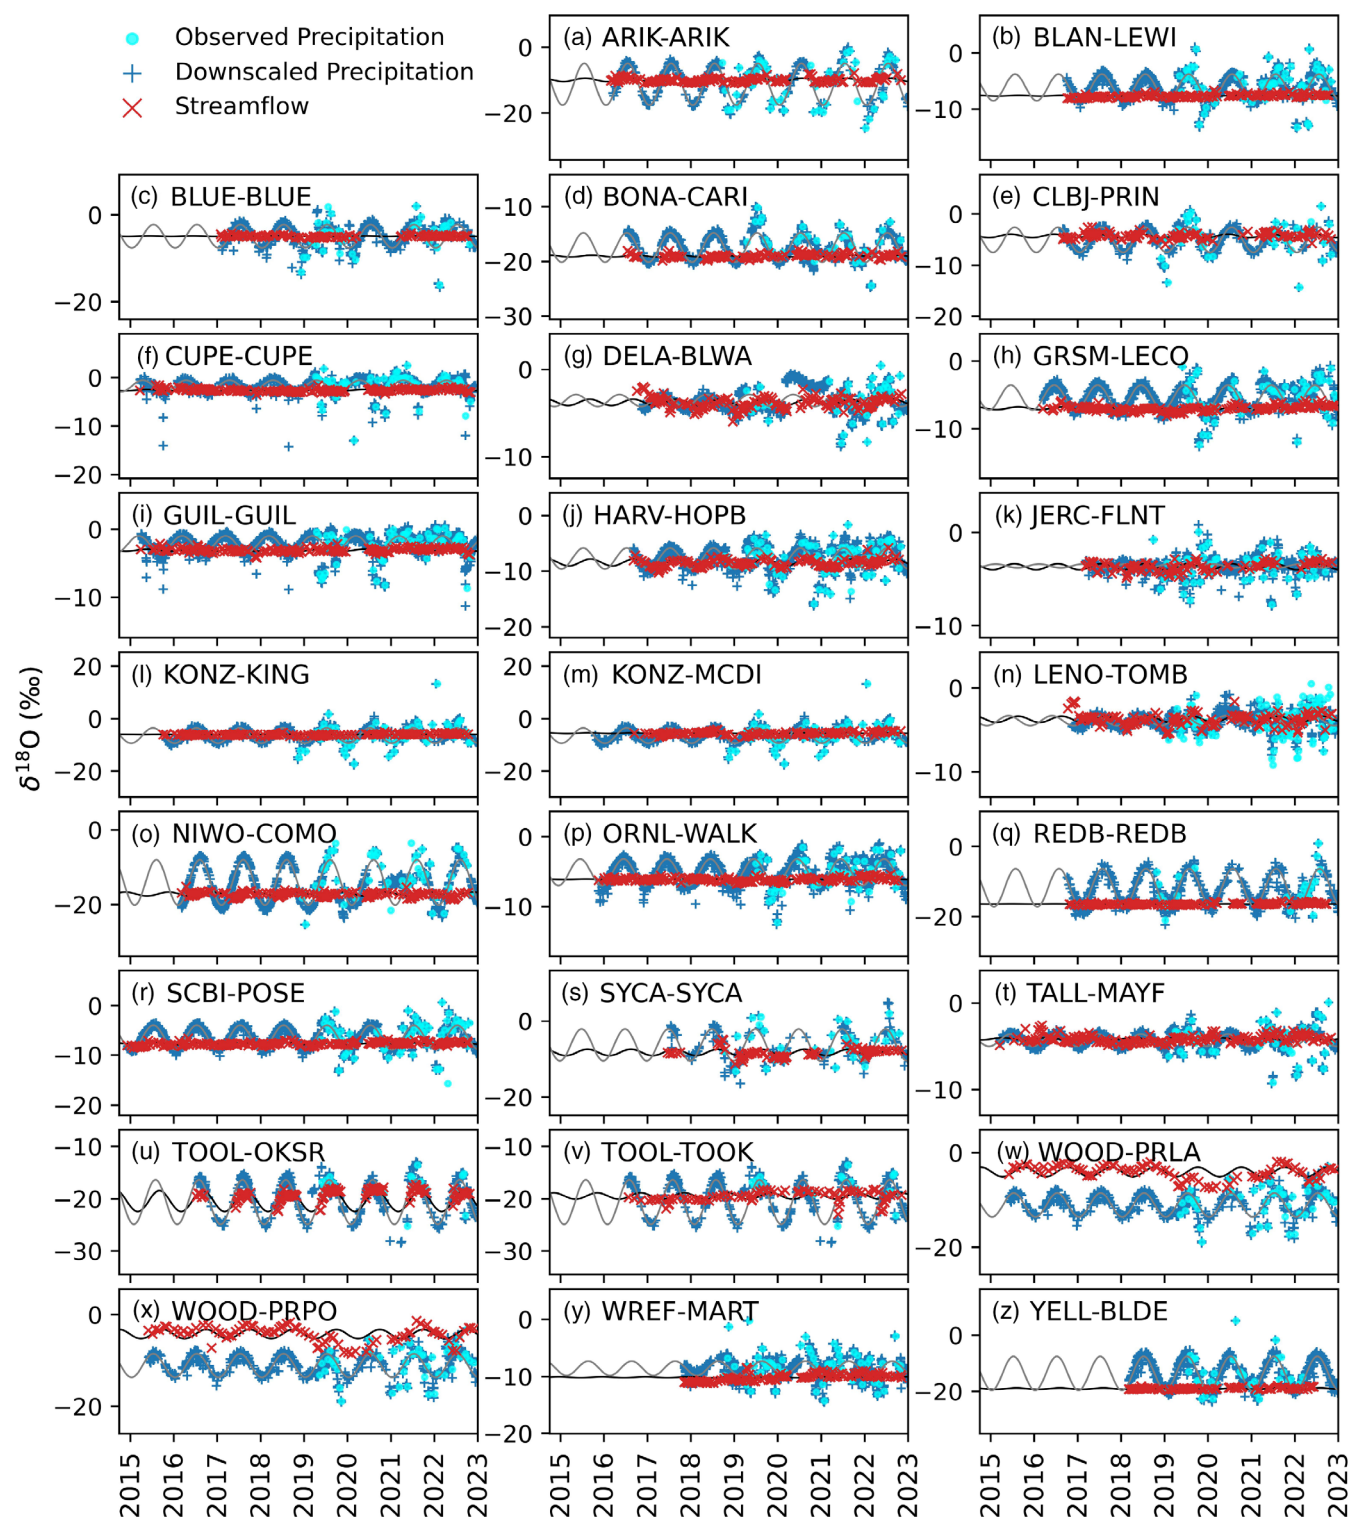 Observed Precipitation
Downscaled Precipitation
Streamflow
(a) ARIK-ARIK
0
−20
(b) BLAN-LEWI
0
−10
(c) BLUE-BLUE
0
−20
(d) BONA-CARI
−10
−20
−30
(e) CLBJ-PRIN
0
−10
−20
(f) CUPE-CUPE
0
−10
−20
(g) DELA-BLWA
0
−10
(h) GRSM-LECO
0
−10
(i) GUIL-GUIL
0
−10
(j) HARV-HOPB
0
−10
−20
(k) JERC-FLNT
0
−10
δ18O (‰)
(l) KONZ-KING
20
0
−20
(m) KONZ-MCDI
20
0
−20
(n) LENO-TOMB
0
−10
(o) NIWO-COMO
0
−20
(p) ORNL-WALK
0
−10
(q) REDB-REDB
0
−20
(r) SCBI-POSE
0
−10
−20
(s) SYCA-SYCA
0
−20
(t) TALL-MAYF
0
−10
(u) TOOL-OKSR
−10
−20
−30
(v) TOOL-TOOK
−10
−20
−30
(w) WOOD-PRLA
0
−20
(x) WOOD-PRPO
0
−20
(y) WREF-MART
0
−10
−20
(z) YELL-BLDE
0
−20
2015 2016 2017 2018 2019 2020 2021 2022 2023
2015 2016 2017 2018 2019 2020 2021 2022 2023
2015 2016 2017 2018 2019 2020 2021 2022 2023